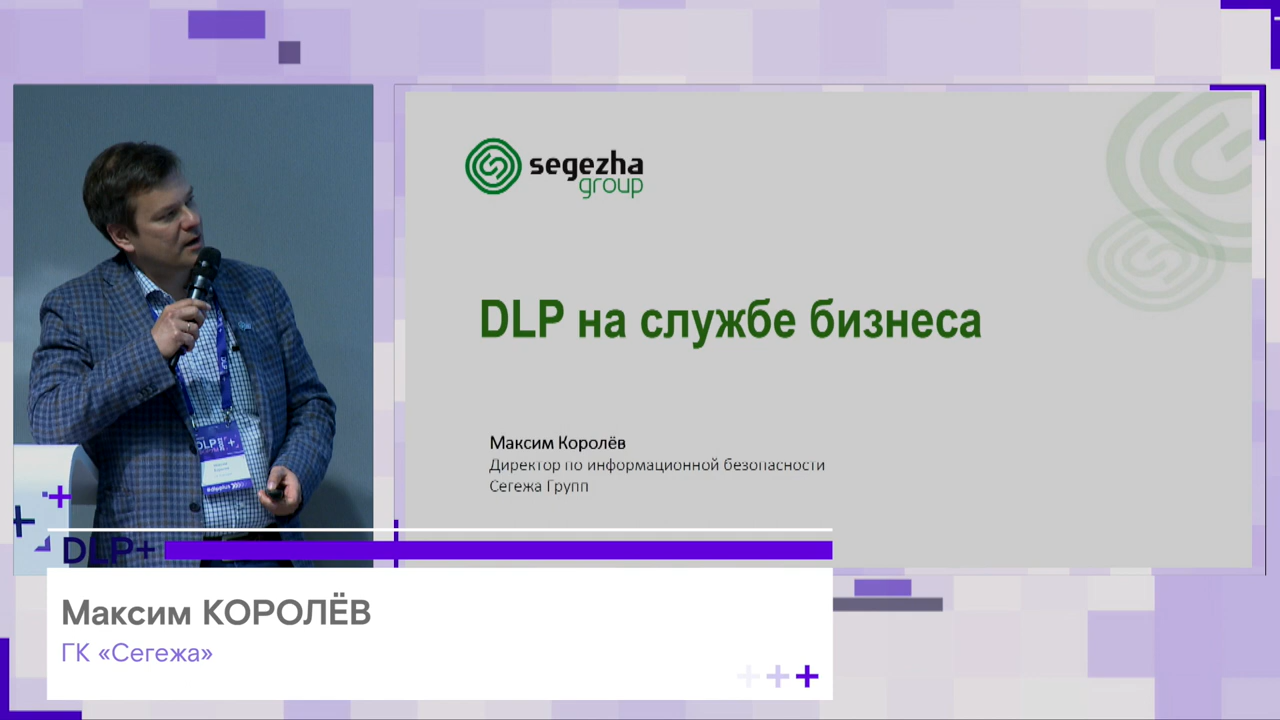 segezha
group
DLP на службе бизнеса
Максим Королёв
Директор по информационной безопасности
Сегежа Групп
DLP
DLP+
Максим КОРОЛЁВ
ГК «Сегежа»